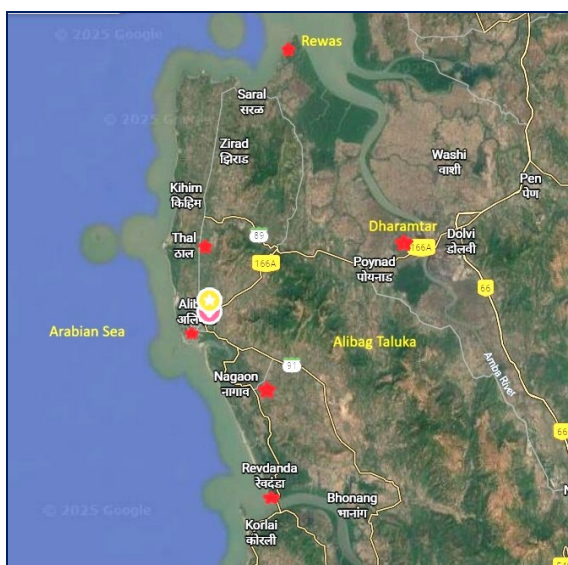 © 2025 Google
Rewas
Saral
सरळ
© 2025
Zirad
झिराड
Washi
वाशी
Pen
पेण
Kihim
किहिम
Dharamtar
Thal
ठाळ
89
166A
Dolvi
डोलवी
166A
Poynad
पोयनाड
66
Arabian Sea
Alibag Taluka
91
Amba River
Nagaon
नागाव
66
Revdanda
रेवदंडा
Bhonang
भानांग
© 2025 Google
Korlai
कोरली